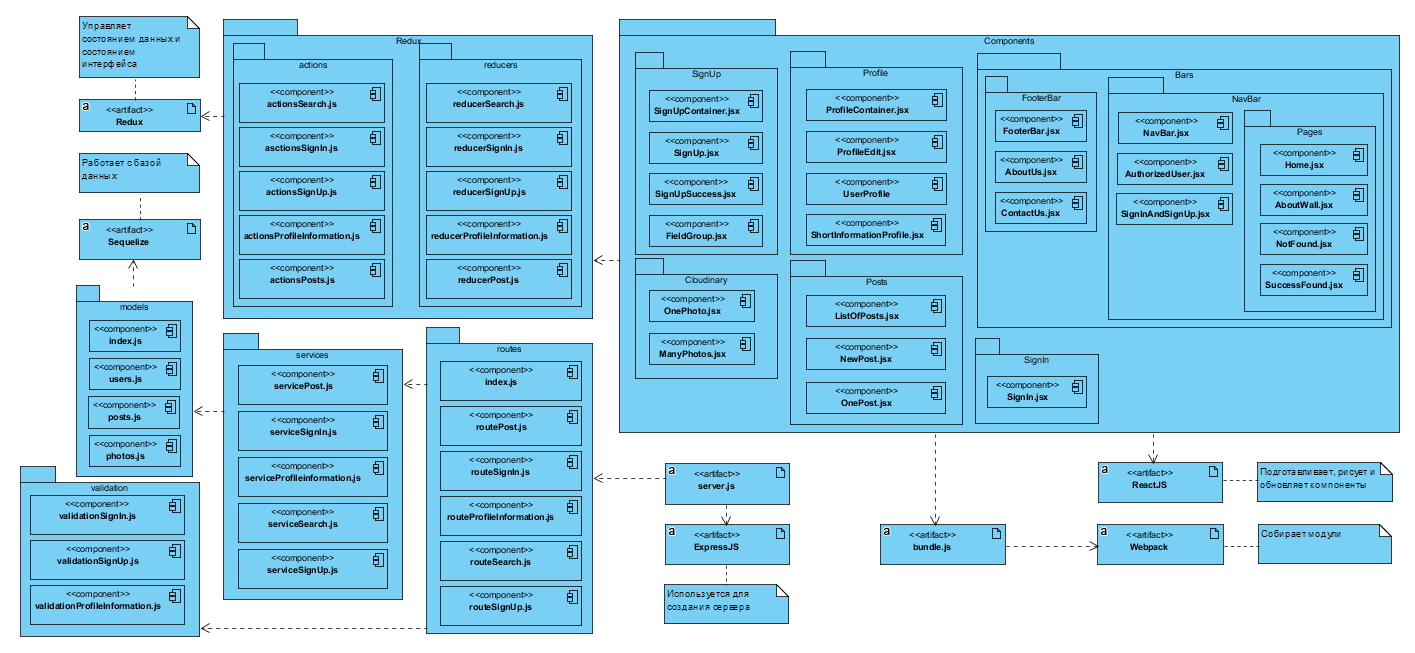 Управляет
состоянием данных и
состоянием
интерфейса
a
<<artifact>>
Redux
Работает с базой
данных
a
<<artifact>>
Sequelize
models
<<component>>
index.js
<<component>>
users.js
<<component>>
posts.js
<<component>>
photos.js
validation
<<component>>
validationSignIn.js
<<component>>
validationSignUp.js
<<component>>
validationProfileInformation.js
Redux
actions
<<component>>
actionsSearch.js
<<component>>
asctionsSignIn.js
<<component>>
actionsSignUp.js
<<component>>
actionsProfileInformation.js
<<component>>
actionsPosts.js
reducers
<<component>>
reducerSearch.js
<<component>>
reducerSignIn.js
<<component>>
reducerSignUp.js
<<component>>
reducerProfileInformation.js
<<component>>
reducerPost.js
services
<<component>>
servicePost.js
<<component>>
serviceSignIn.js
<<component>>
serviceProfileinformation.js
<<component>>
serviceSearch.js
<<component>>
serviceSignUp.js
routes
<<component>>
index.js
<<component>>
routePost.js
<<component>>
routeSignIn.js
<<component>>
routeProfileInformation.js
<<component>>
routeSearch.js
<<component>>
routeSignUp.js
Components
SignUp
<<component>>
SignUpContainer.jsx
<<component>>
SignUp.jsx
<<component>>
SignUpSuccess.jsx
<<component>>
FieldGroup.jsx
Profile
<<component>>
ProfileContainer.jsx
<<component>>
ProfileEdit.jsx
<<component>>
UserProfile
<<component>>
ShortInformationProfile.jsx
Cloudinary
<<component>>
OnePhoto.jsx
<<component>>
ManyPhotos.jsx
Posts
<<component>>
ListOfPosts.jsx
<<component>>
NewPost.jsx
<<component>>
OnePost.jsx
Bars
FooterBar
<<component>>
FooterBar.jsx
<<component>>
AboutUs.jsx
<<component>>
ContactUs.jsx
NavBar
<<component>>
NavBar.jsx
<<component>>
AuthorizedUser.jsx
<<component>>
SignInAndSignUp.jsx
Pages
<<component>>
Home.jsx
<<component>>
AboutWall.jsx
<<component>>
NotFound.jsx
<<component>>
SuccessFound.jsx
SignIn
<<component>>
SignIn.jsx
a
<<artifact>>
server.js
a
<<artifact>>
ExpressJS
Используется для
создания сервера
a
<<artifact>>
bundle.js
a
<<artifact>>
ReactJS
Подготавливает, рисует и
обновляет компоненты
a
<<artifact>>
Webpack
Собирает модули